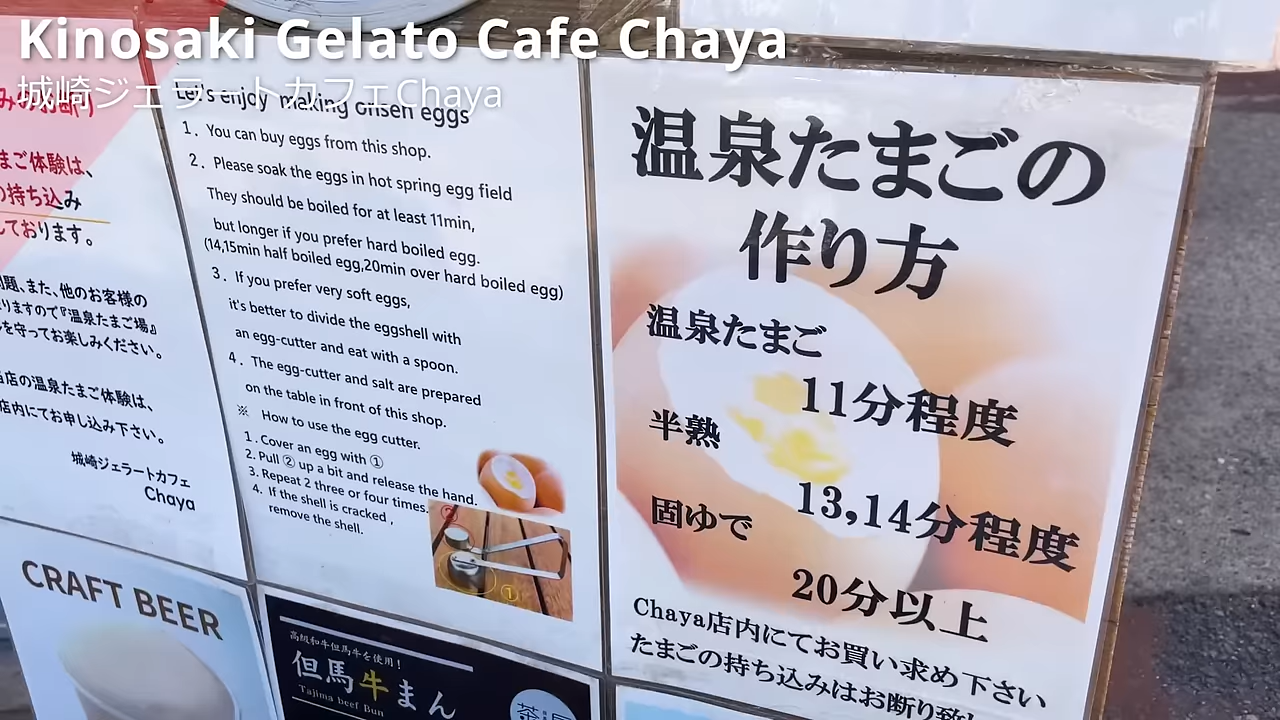 Kinosaki Gelato Cafe Chaya
城崎ジェラートカフェChaya
まご体験は、
の持ち込み
しております。
問題、また、他のお客様の
りますので『温泉たまご場』
を守ってお楽しみください。
当店の温泉たまご体験は、
店内にてお申し込み下さい。
城崎ジェラートカフェ
Chaya
Let's enjoy making onsen eggs
1. You can buy eggs from this shop.
2. Please soak the eggs in hot spring egg field
They should be boiled for at least 11min,
but longer if you prefer hard boiled egg.
(14,15min half boiled egg,20min over hard boiled egg)
3. If you prefer very soft eggs,
it's better to divide the eggshell with
an egg-cutter and eat with a spoon.
4. The egg-cutter and salt are prepared
on the table in front of this shop.
※ How to use the egg cutter.
1. Cover an egg with ①
2. Pull ② up a bit and release the hand.
3. Repeat 2 three or four times.
4. If the shell is cracked ,
remove the shell.
②
①
温泉たまごの
作り方
温泉たまご
11分程度
半熟
13,14分程度
固ゆで
20分以上
Chaya店内にてお買い求め下さい
たまごの持ち込みはお断り致し
CRAFT BEER
高級和牛但馬牛を使用！
但馬牛まん
Tajima beef Bun
茶屋